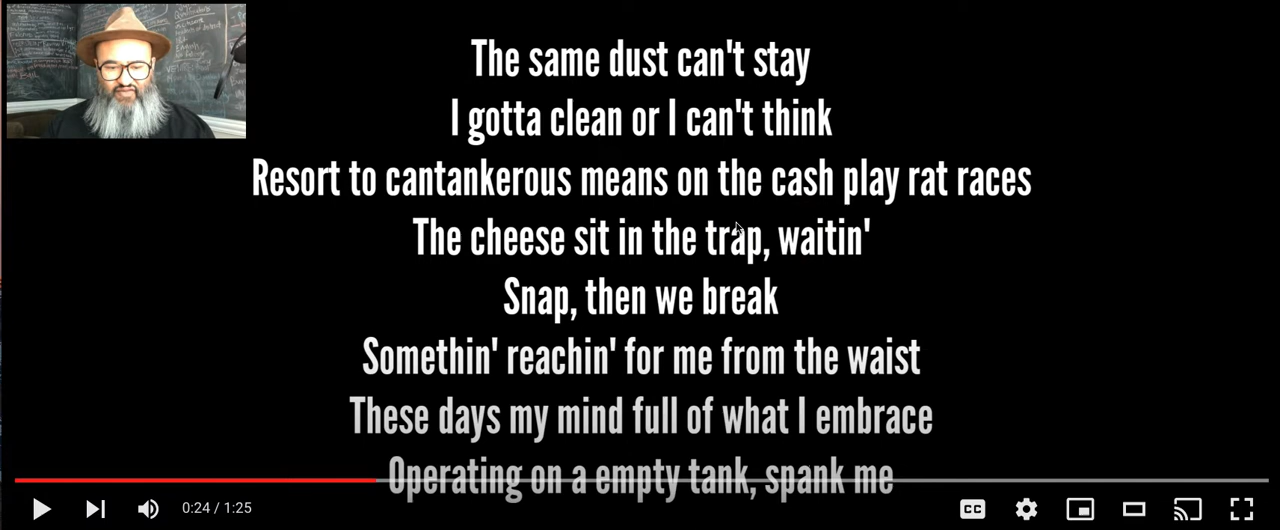 The same dust can't stay
I gotta clean or I can't think
Resort to cantankerous means on the cash play rat races
The cheese sit in the trap, waitin'
Snap, then we break
Somethin' reachin' for me from the waist
These days my mind full of what I embrace
Operating on a empty tank, spank me
0:24 / 1:25
CC